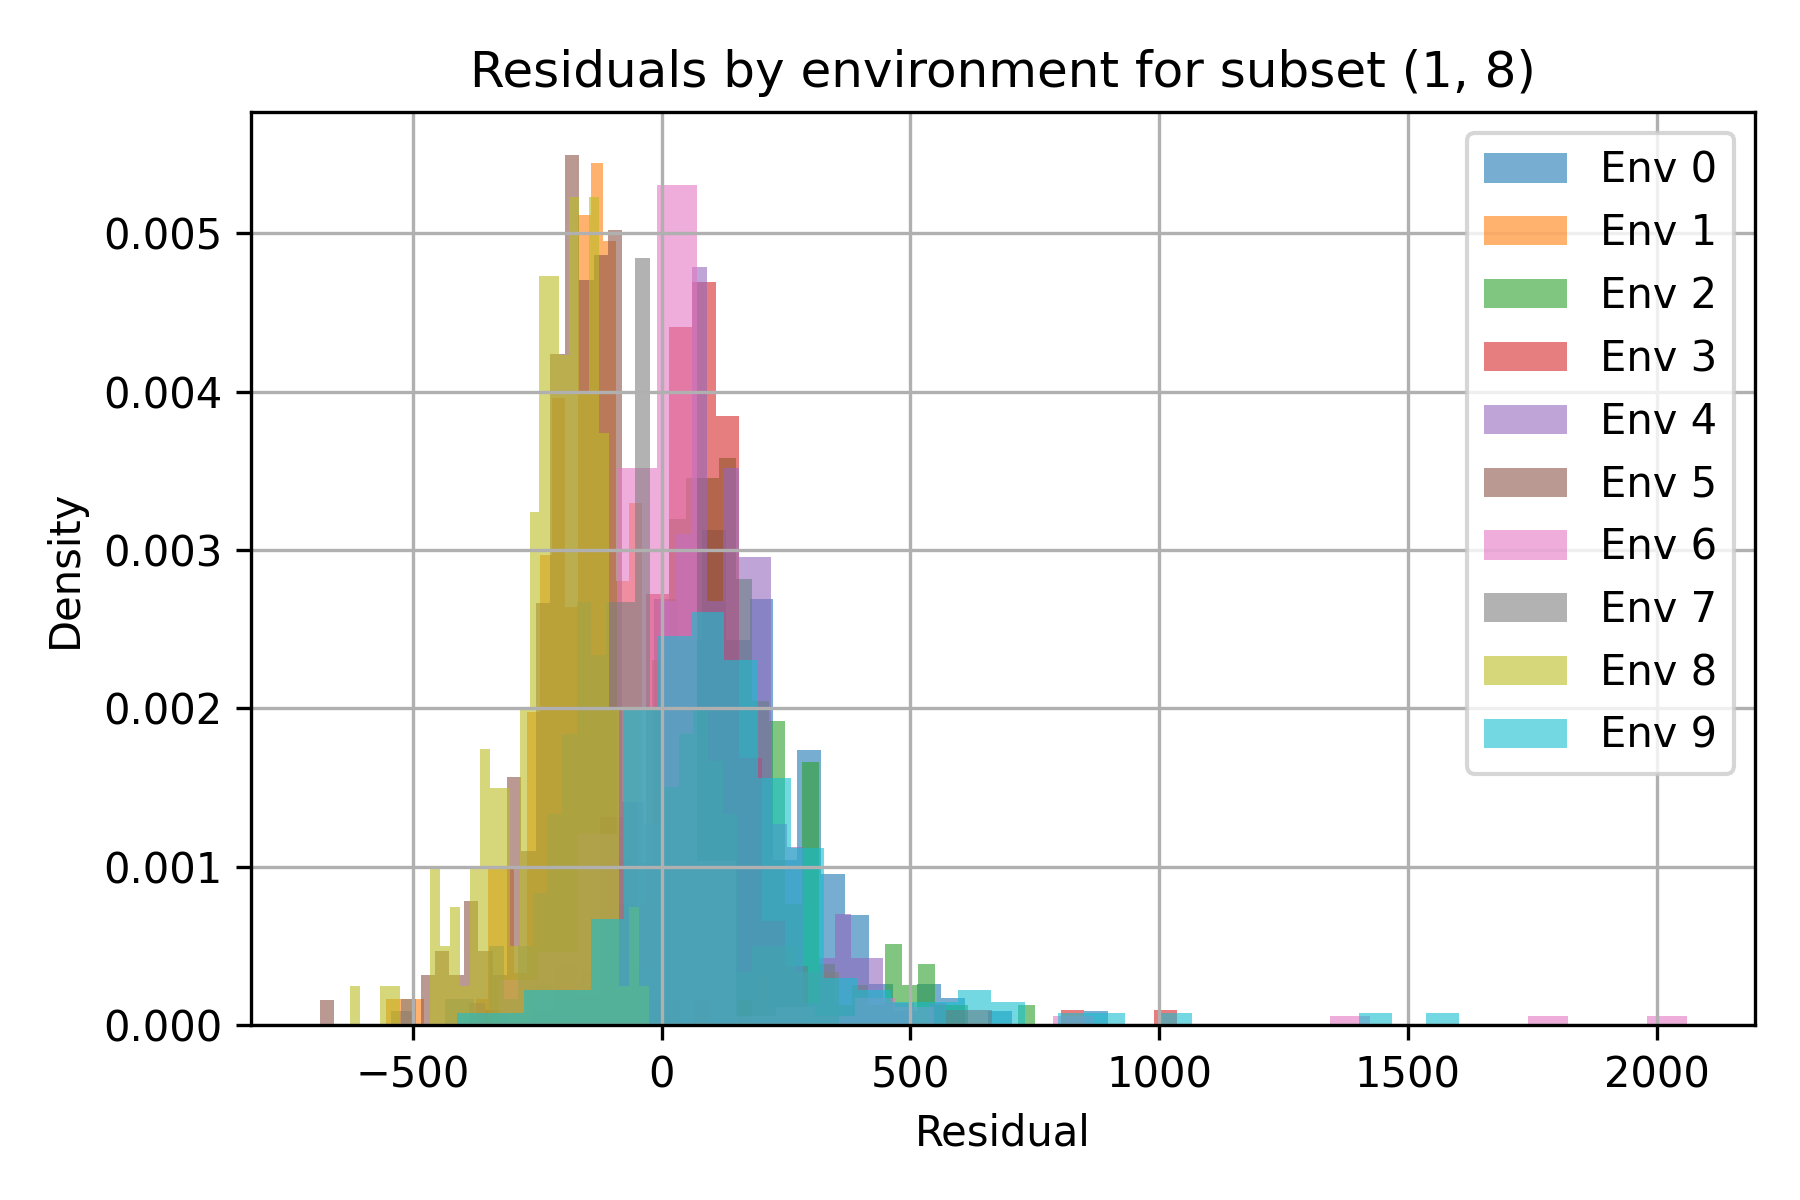 Residuals by environment for subset (1, 8)
Density
0.005
0.004
0.003
0.002
0.001
0.000
−500
0
500
1000
1500
2000
Residual
Env 0
Env 1
Env 2
Env 3
Env 4
Env 5
Env 6
Env 7
Env 8
Env 9